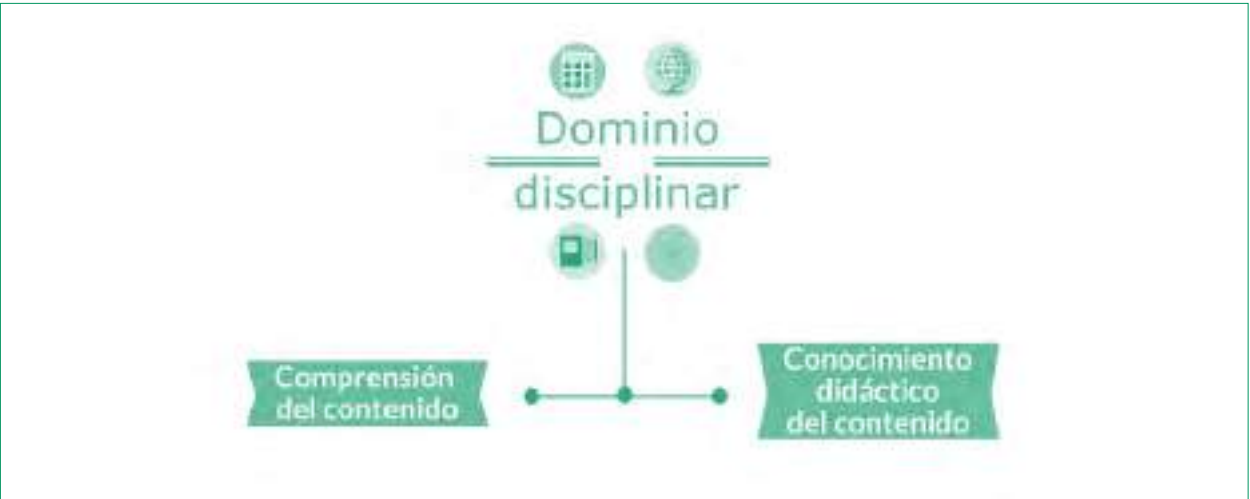 Dominio
disciplinar
Comprensión
del contenido
Conocimiento
didáctico
del contenido